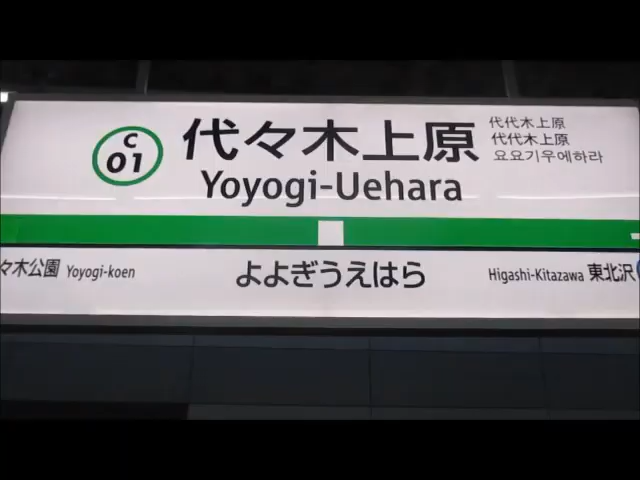 C
01
代々木上原
Yoyogi-Uehara
代代木上原
代代木上原
요요기우에하라
々木公園 Yoyogi-koen
よよぎうえはら
Higashi-Kitazawa 東北沢